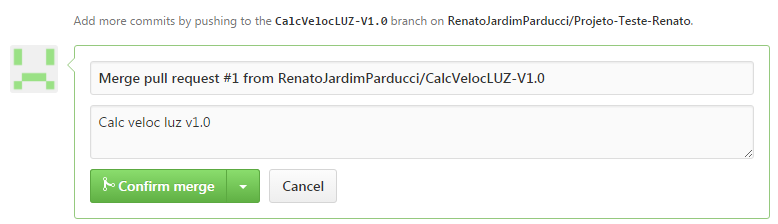 Add more commits by pushing to the CalcVelocLUZ-V1.0 branch on RenatoJardimParducci/Projeto-Teste-Renato.
Merge pull request #1 from RenatoJardimParducci/CalcVelocLUZ-V1.0
Calc veloc luz v1.0
Confirm merge Cancel